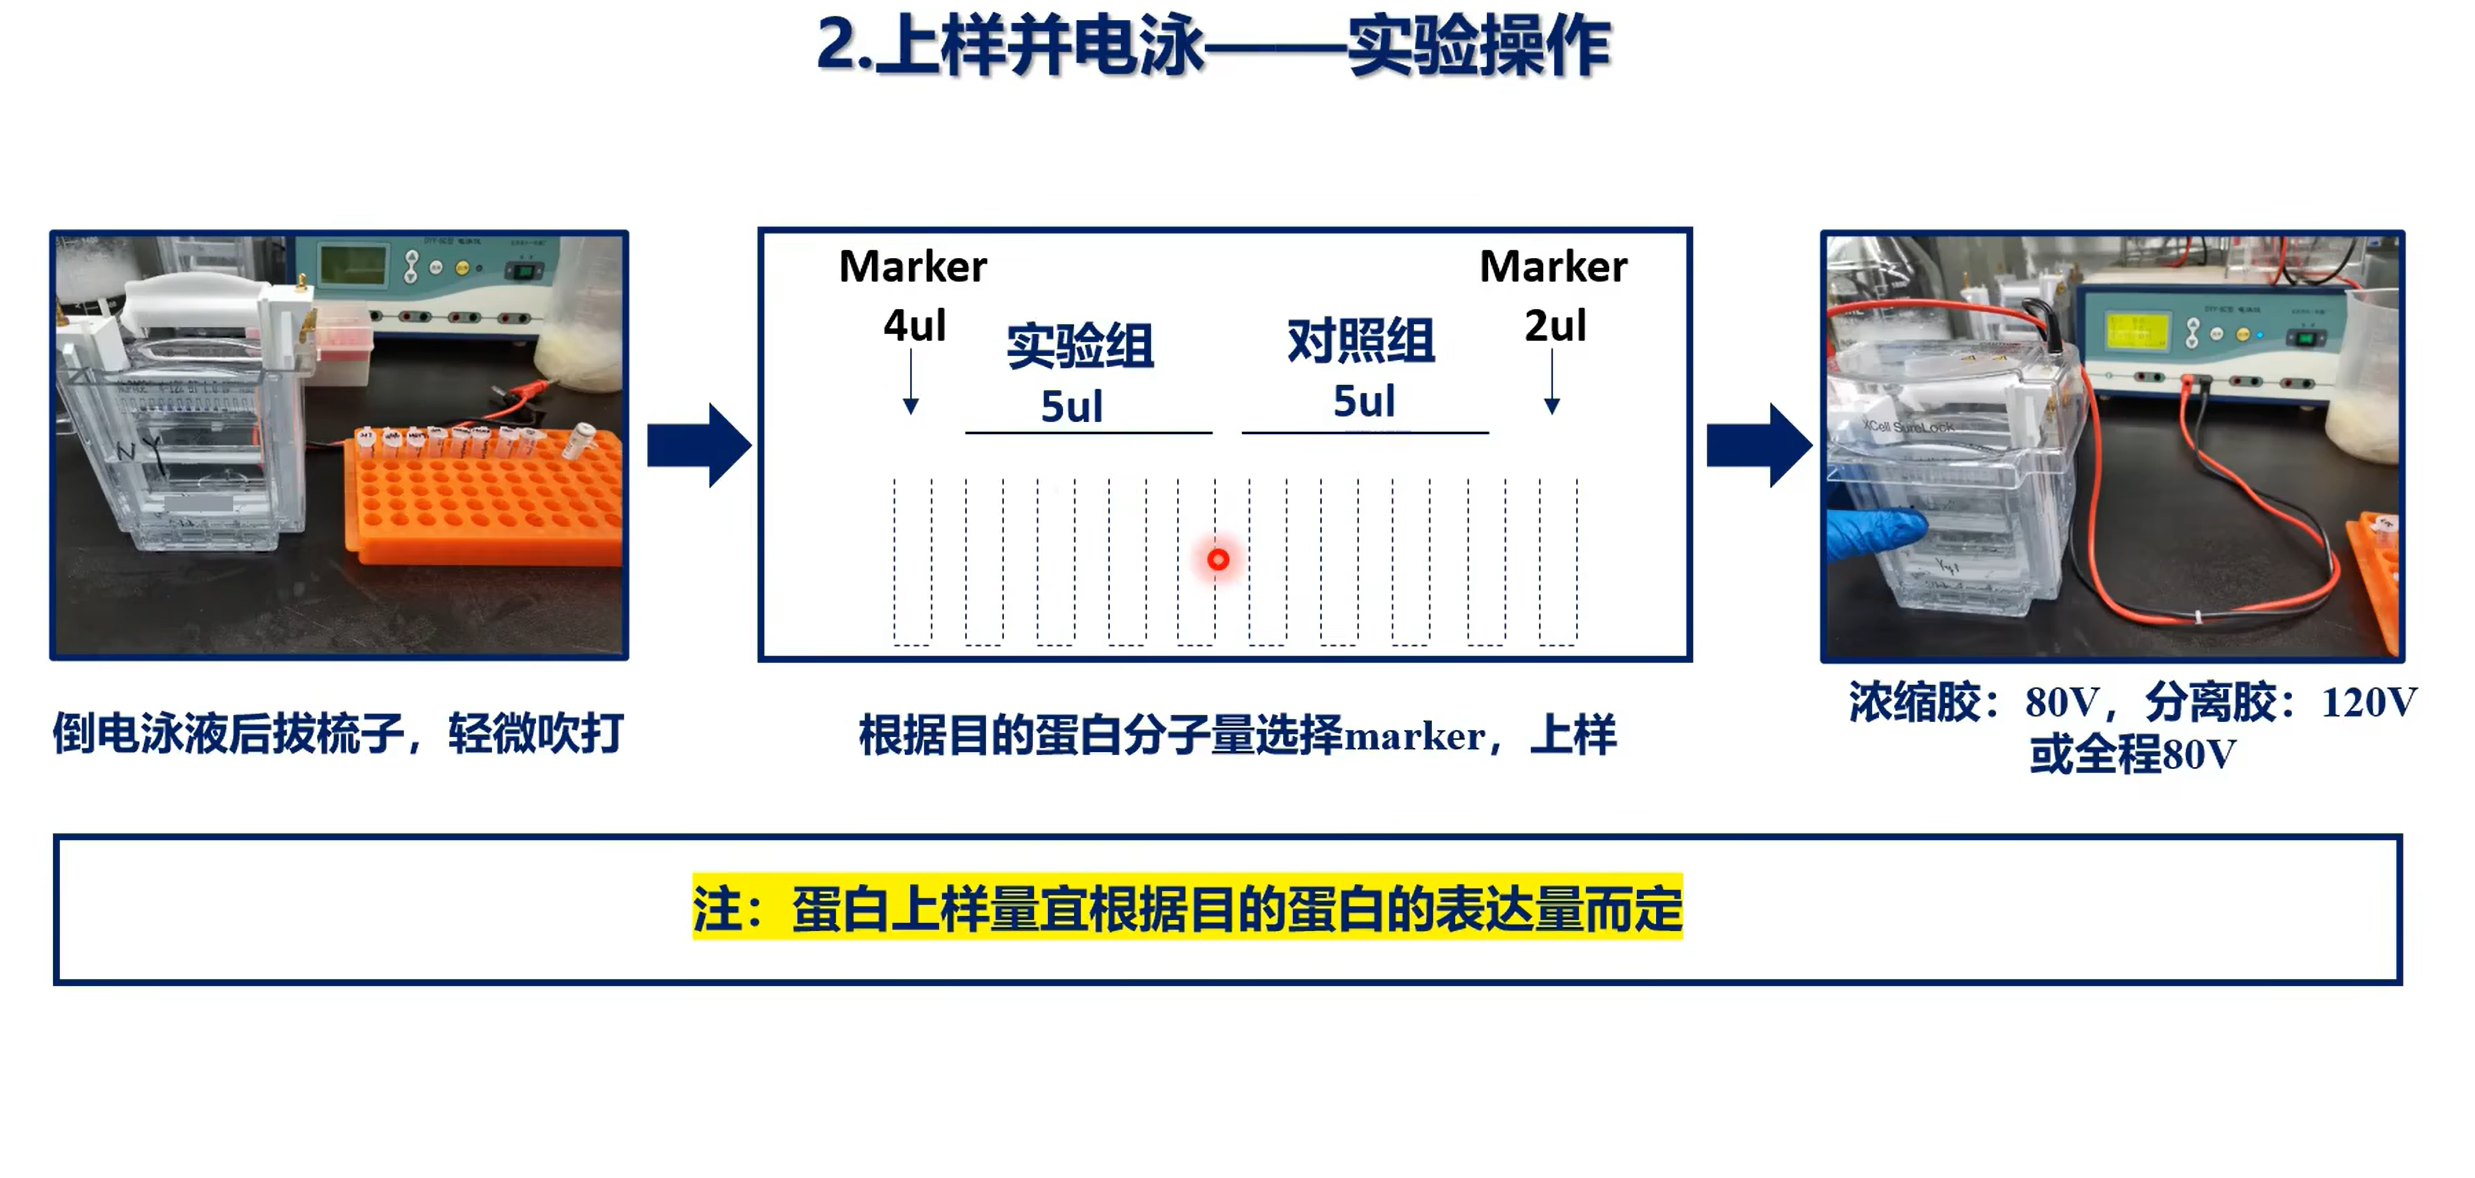 2.上样并电泳——实验操作
Marker
4ul
实验组
5ul
对照组
5ul
Marker
2ul
NY
XCell SureLock
倒电泳液后拔梳子，轻微吹打
根据目的蛋白分子量选择marker，上样
浓缩胶：80V，分离胶：120V
或全程80V
注：蛋白上样量宜根据目的蛋白的表达量而定